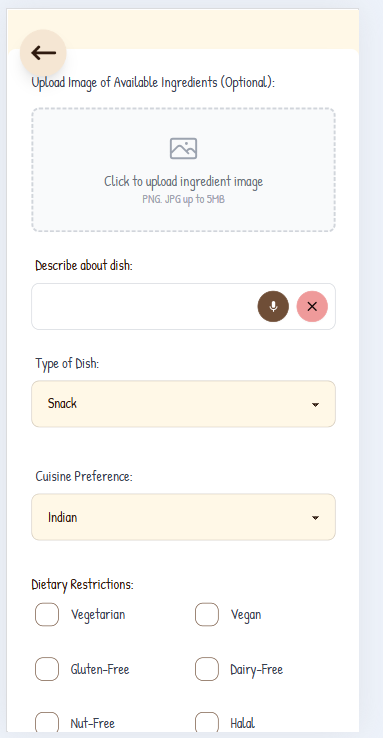 Upload Image of Available Ingredients (Optional):
Click to upload ingredient image
PNG, JPG up to 5MB
Describe about dish:
Type of Dish:
Snack
Cuisine Preference:
Indian
Dietary Restrictions:
Vegetarian Vegan
Gluten-Free Dairy-Free
Nut-Free Halal